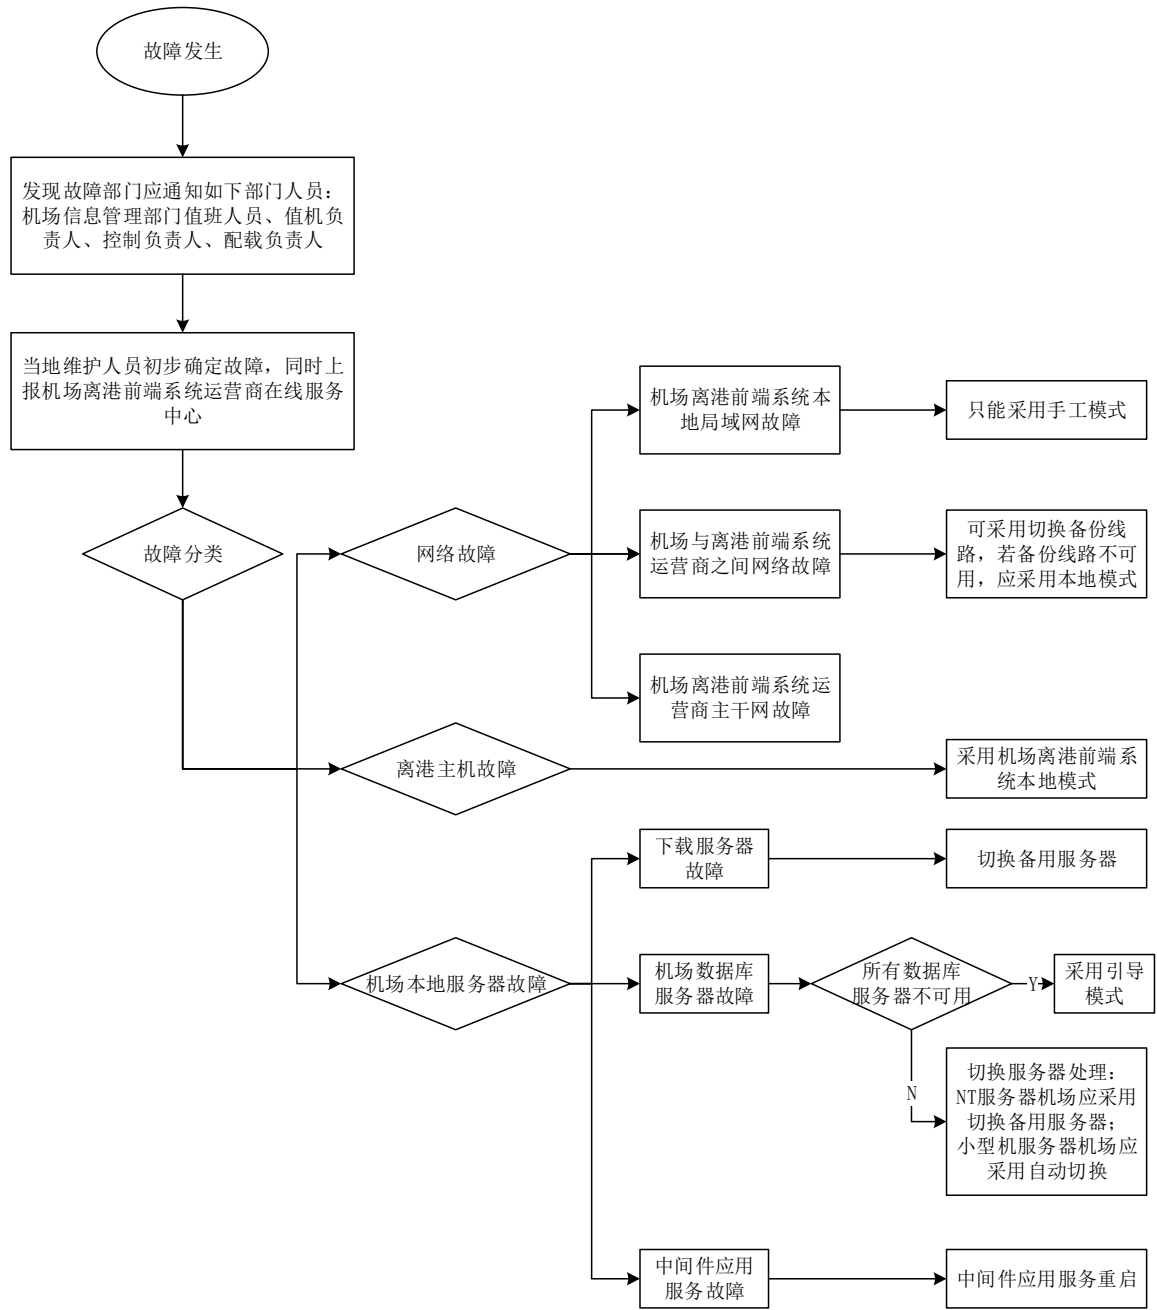 故障发生
发现故障部门应通知如下部门人员：
机场信息管理部门值班人员、值机负
责人、控制负责人、配载负责人
当地维护人员初步确定故障，同时上
报机场离港前端系统运营商在线服务
中心
故障分类
网络故障
机场离港前端系统本
地局域网故障
只能采用手工模式
机场与离港前端系统
运营商之间网络故障
可采用切换备份线
路，若备份线路不可
用，应采用本地模式
机场离港前端系统运
营商主干网故障
离港主机故障
采用机场离港前端系
统本地模式
机场本地服务器故障
下载服务器
故障
切换备用服务器
机场数据库
服务器故障
所有数据库
服务器不可用
Y
采用引导
模式
N
切换服务器处理：
NT服务器机场应采用
切换备用服务器；
小型机服务器机场应
采用自动切换
中间件应用
服务故障
中间件应用服务重启